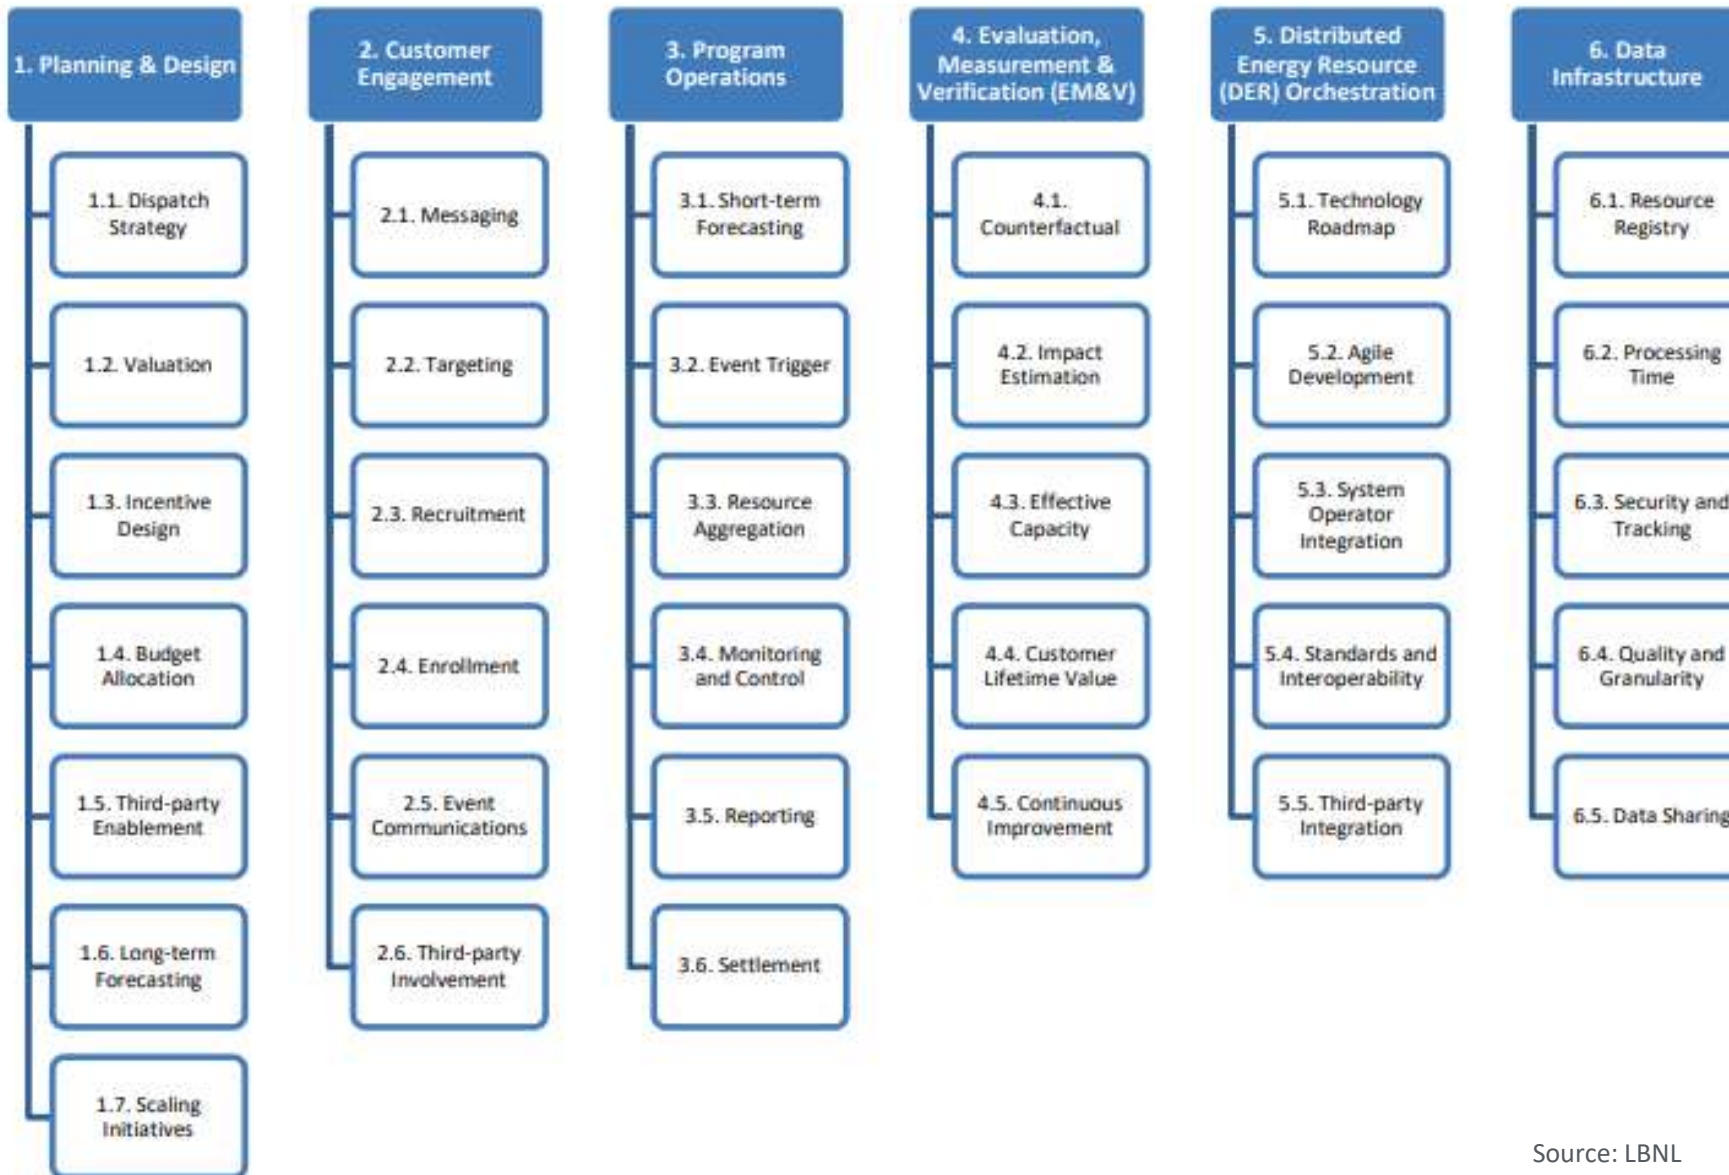 1. Planning & Design
1.1. Dispatch
Strategy
1.2. Valuation
1.3. Incentive
Design
1.4. Budget
Allocation
1.5. Third-party
Enablement
1.6. Long-term
Forecasting
1.7. Scaling
Initiatives
2. Customer
Engagement
2.1. Messaging
2.2. Targeting
2.3. Recruitment
2.4. Enrollment
2.5. Event
Communications
2.6. Third-party
Involvement
3. Program
Operations
3.1. Short-term
Forecasting
3.2. Event Trigger
3.3. Resource
Aggregation
3.4. Monitoring
and Control
3.5. Reporting
3.6. Settlement
4. Evaluation,
Measurement &
Verification (EM&V)
4.1.
Counterfactual
4.2. Impact
Estimation
4.3. Effective
Capacity
4.4. Customer
Lifetime Value
4.5. Continuous
Improvement
5. Distributed
Energy Resource
(DER) Orchestration
5.1. Technology
Roadmap
5.2. Agile
Development
5.3. System
Operator
Integration
5.4. Standards and
Interoperability
5.5. Third-party
Integration
6. Data
Infrastructure
6.1. Resource
Registry
6.2. Processing
Time
6.3. Security and
Tracking
6.4. Quality and
Granularity
6.5. Data Sharing
Source: LBNL